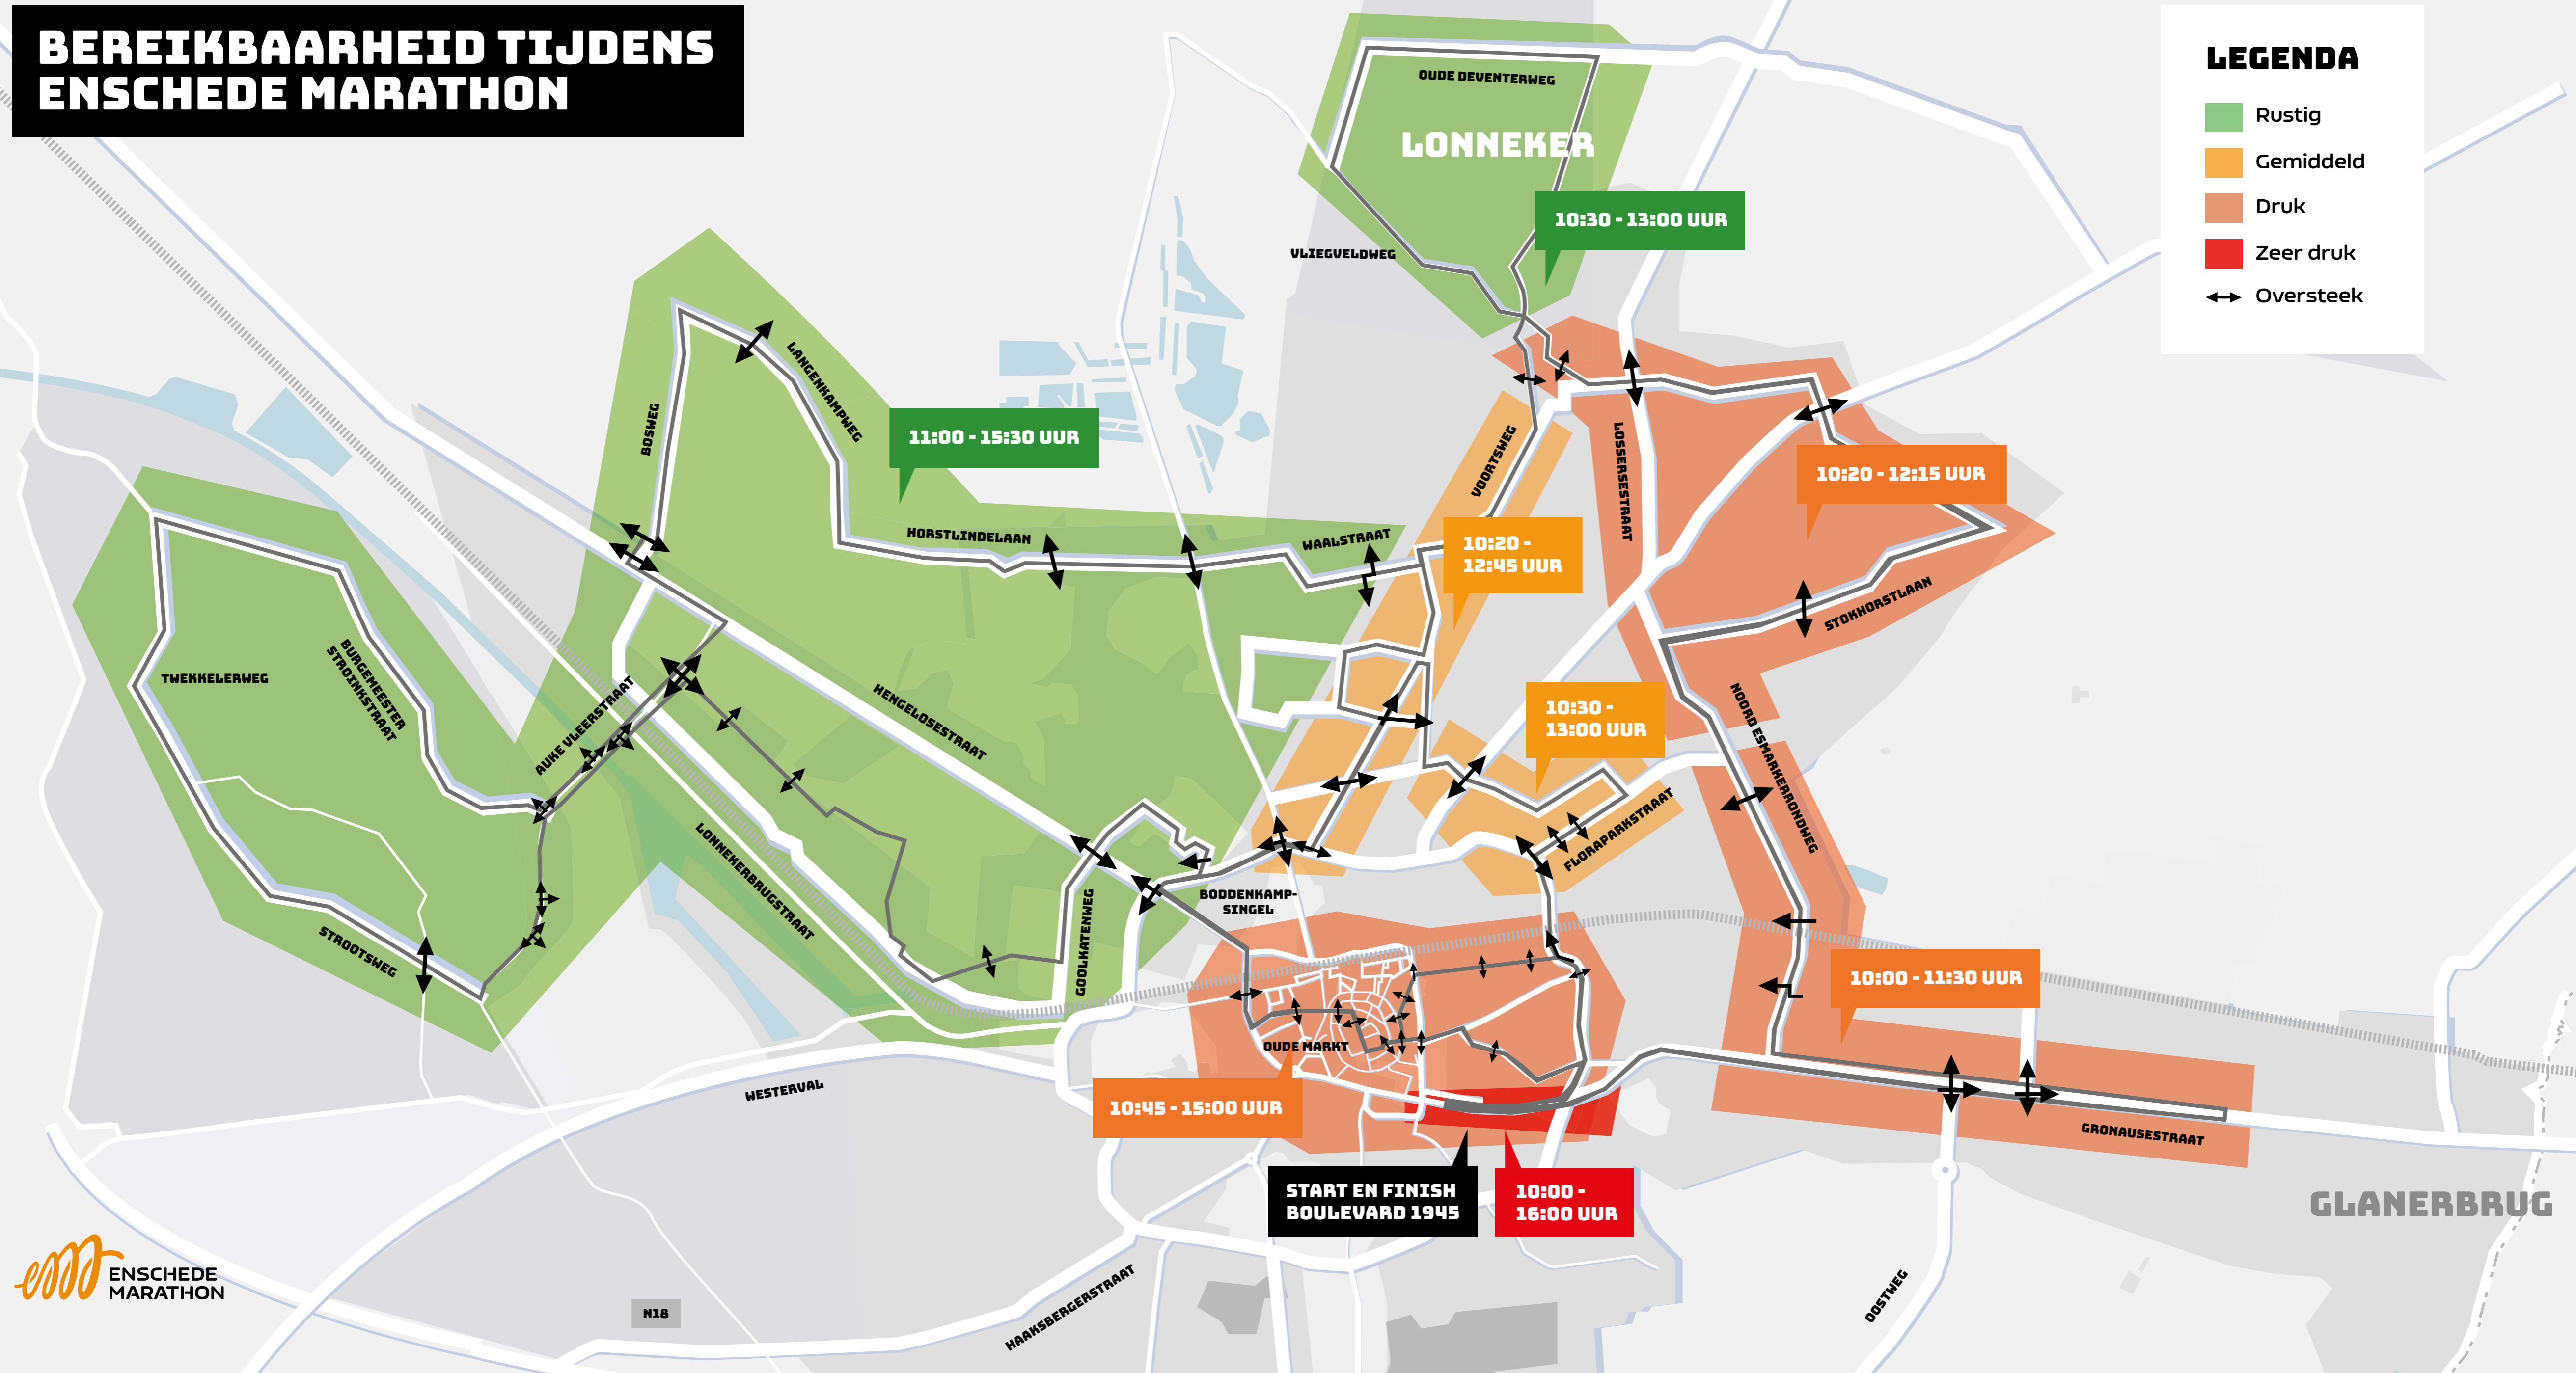 BEREIKBAARHEID TIJDENS
ENSCHEDE MARATHON
LEGENDA
Rustig
Gemiddeld
Druk
Zeer druk
Oversteek
OUDE DEVENTERWEG
LONNEKER
10:30 - 13:00 UUR
VLIEGVELDWEG
LANGENKAMPWEG
BOSWEG
11:00 - 15:30 UUR
VOORTSWEG
LOSSERSESTRAAT
10:20 - 12:15 UUR
HORSTLINDELAAN
WAALSTRAAT
10:20 -
12:45 UUR
STOKHORSTLAAN
TWEKKELERWEG
BURGEMEESTER
STROINKSTRAAT
AUKE VLEERSTRAAT
HENGELOSESTRAAT
10:30 -
13:00 UUR
NOORD ESMARKERRONDWEG
FLORAPARKSTRAAT
LONNEKERBRUGSTRAAT
STROOTSWEG
GOOLKATENWEG
BODDENKAMP-
SINGEL
10:00 - 11:30 UUR
OUDE MARKT
WESTERVAL
10:45 - 15:00 UUR
GRONAUSESTRAAT
START EN FINISH
BOULEVARD 1945
10:00 -
16:00 UUR
GLANERBRUG
ENSCHEDE
MARATHON
N18
HAAKSBERGERSTRAAT
OOSTWEG